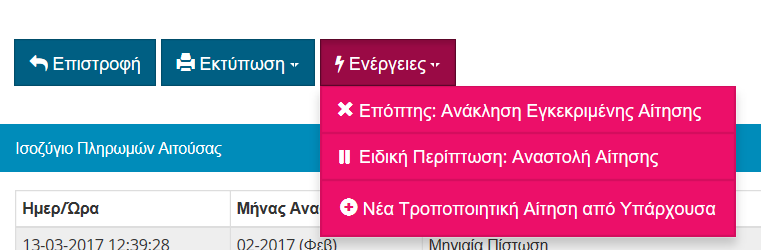 Επιστροφή Εκτύπωση Ενέργειες
Επόπτης: Ανάκληση Εγκεκριμένης Αίτησης
Ισοζύγιο Πληρωμών Αιτούσας
Ειδική Περίπτωση: Αναστολή Αίτησης
Νέα Τροποποιητική Αίτηση από Υπάρχουσα
Ημερ/Ώρα Μήνας Ανα
13-03-2017 12:39:28 02-2017 (Φεβ) Μηνιαία Πίστωση